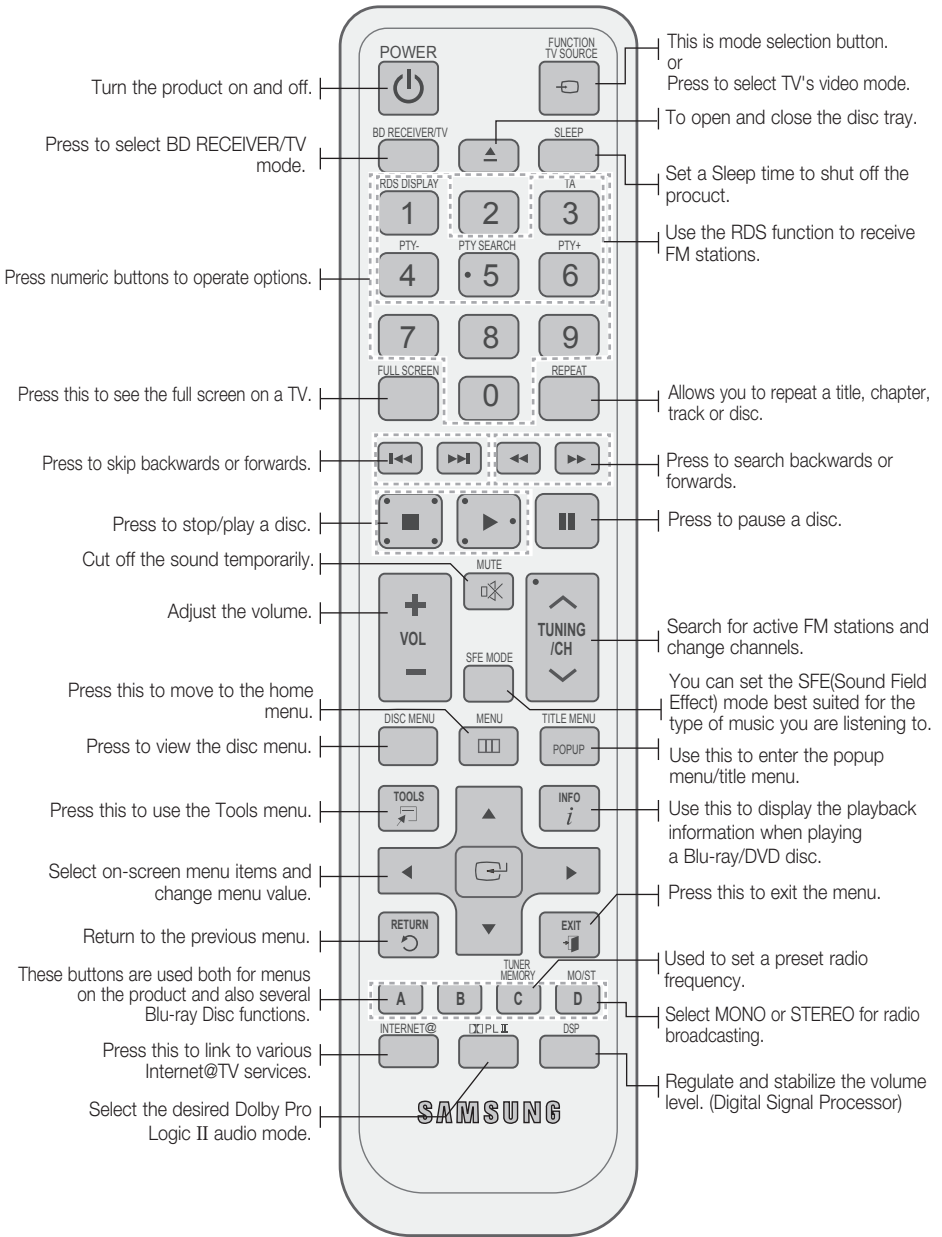 POWER
FUNCTION
TV SOURCE
This is mode selection button.
or
Press to select TV's video mode.
Turn the product on and off.
To open and close the disc tray.
BD RECEIVER/TV
SLEEP
Press to select BD RECEIVER/TV
mode.
Set a Sleep time to shut off the
procuct.
RDS DISPLAY
TA
1
2
3
Use the RDS function to receive
FM stations.
PTY-
PTY SEARCH
PTY+
4
5
6
Press numeric buttons to operate options.
7
8
9
FULL SCREEN
REPEAT
0
Press this to see the full screen on a TV.
Allows you to repeat a title, chapter,
track or disc.
Press to skip backwards or forwards.
Press to search backwards or
forwards.
Press to stop/play a disc.
Press to pause a disc.
Cut off the sound temporarily.
MUTE
Adjust the volume.
VOL
TUNING
/CH
Search for active FM stations and
change channels.
SFE MODE
You can set the SFE(Sound Field
Effect) mode best suited for the
type of music you are listening to.
Press this to move to the home
menu.
DISC MENU
MENU
TITLE MENU
POPUP
Press to view the disc menu.
Use this to enter the popup
menu/title menu.
TOOLS
INFO
i
Press this to use the Tools menu.
Use this to display the playback
information when playing
a Blu-ray/DVD disc.
Select on-screen menu items and
change menu value.
Press this to exit the menu.
RETURN
EXIT
Return to the previous menu.
TUNER
MEMORY
MO/ST
Used to set a preset radio
frequency.
These buttons are used both for menus
on the product and also several
Blu-ray Disc functions.
A
B
C
D
Select MONO or STEREO for radio
broadcasting.
INTERNET@
PL II
DSP
Press this to link to various
Internet@TV services.
Regulate and stabilize the volume
level. (Digital Signal Processor)
Select the desired Dolby Pro
Logic II audio mode.
SAMSUNG